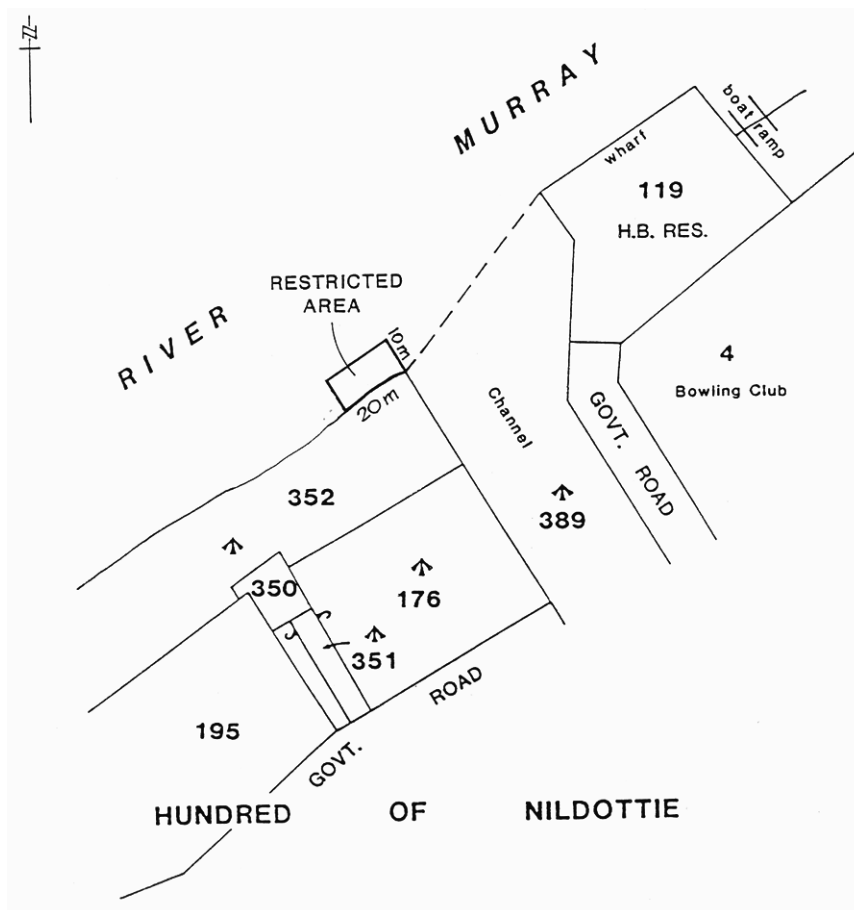 N
RIVER MURRAY
boat ramp
wharf
119
H.B. RES.
RESTRICTED
AREA
10m
20m
4
Bowling Club
Channel
GOVT. ROAD
352
389
350
176
351
195
GOVT. ROAD
HUNDRED OF NILDOTTIE